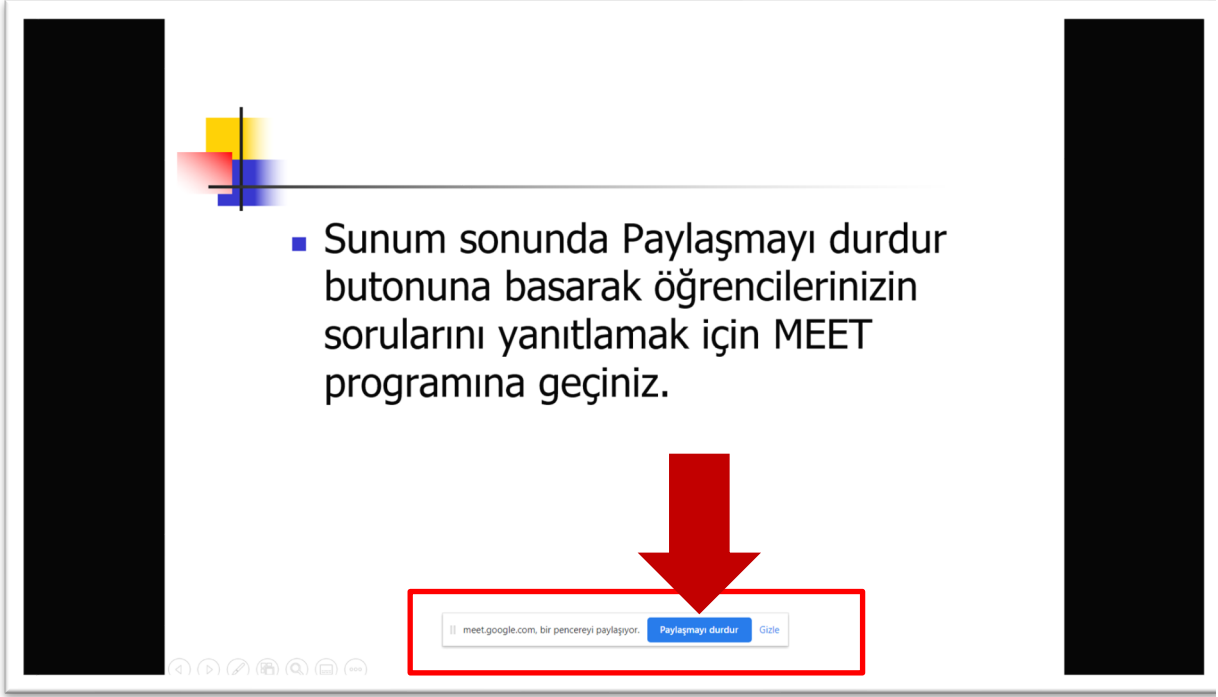 Sunum sonunda Paylaşmayı durdur
butonuna basarak öğrencilerinizin
sorularını yanıtlamak için MEET
programına geçiniz.
meet.google.com, bir pencereyi paylaşıyor. Paylaşmayı durdur Gizle